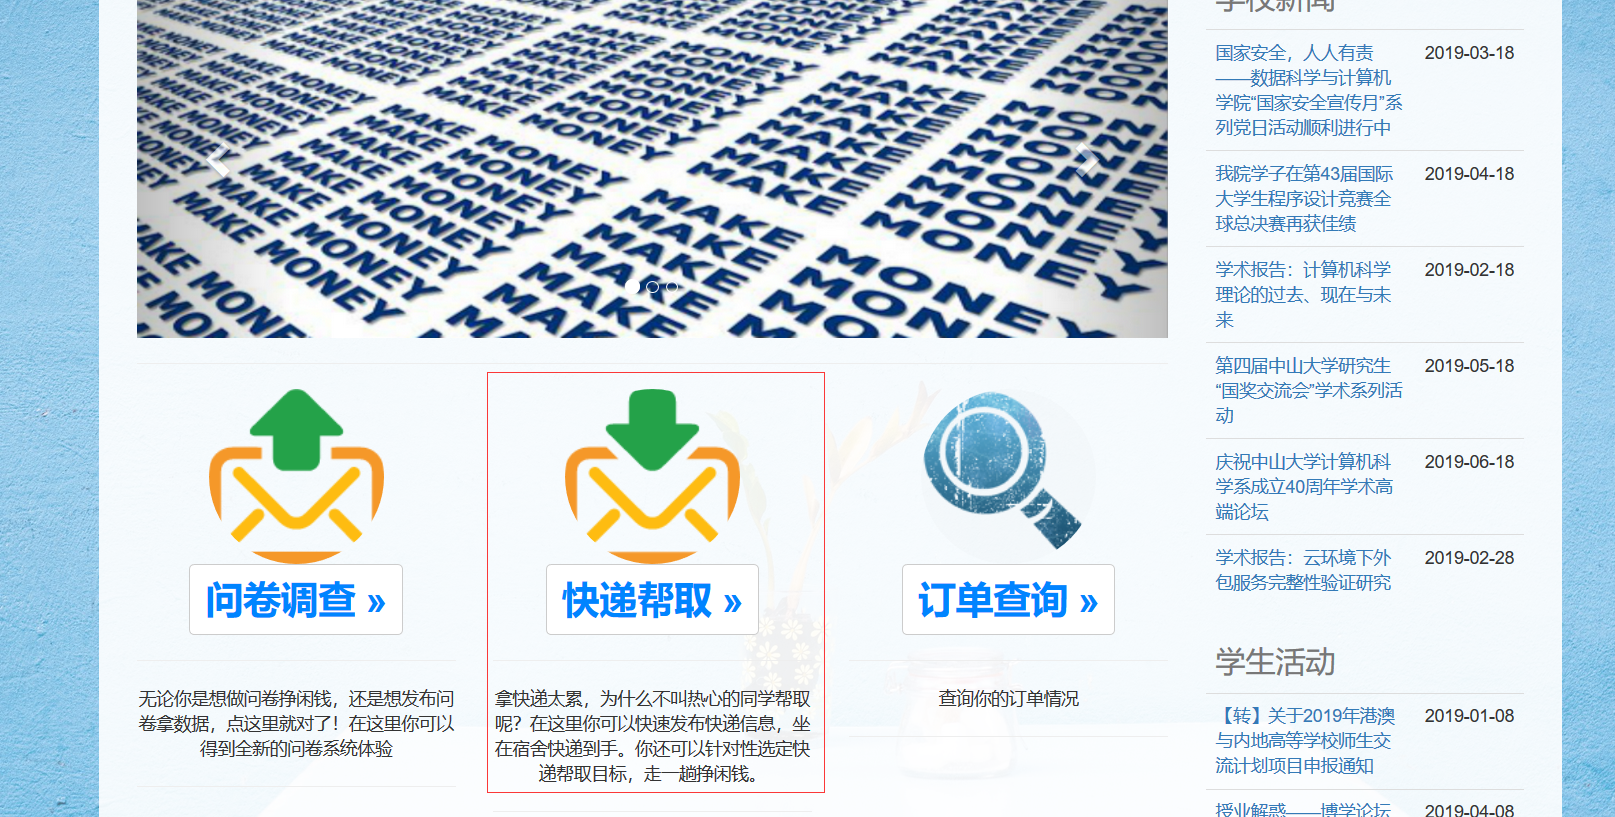 MAKE MONEY MAKE MONEY MAKE MONEY
问卷调查 »
无论你是想做问卷挣闲钱，还是想发布问
卷拿数据，点这里就对了！在这里你可以
得到全新的问卷系统体验
快递帮取 »
拿快递太累，为什么不叫热心的同学帮取
呢？在这里你可以快速发布快递信息，坐
在宿舍快递到手。你还可以针对性选定快
递帮取目标，走一趟挣闲钱。
订单查询 »
查询你的订单情况
学校新闻
国家安全，人人有责 2019-03-18
——数据科学与计算机
学院“国家安全宣传月”系
列党日活动顺利进行中
我院学子在第43届国际 2019-04-18
大学生程序设计竞赛全
球总决赛再获佳绩
学术报告：计算机科学 2019-02-18
理论的过去、现在与未
来
第四届中山大学研究生 2019-05-18
“国奖交流会”学术系列活
动
庆祝中山大学计算机科 2019-06-18
学系成立40周年学术高
端论坛
学术报告：云环境下外 2019-02-28
包服务完整性验证研究
学生活动
【转】关于2019年港澳 2019-01-08
与内地高等学校师生交
流计划项目申报通知
授业解惑——博学论坛 2019-04-08